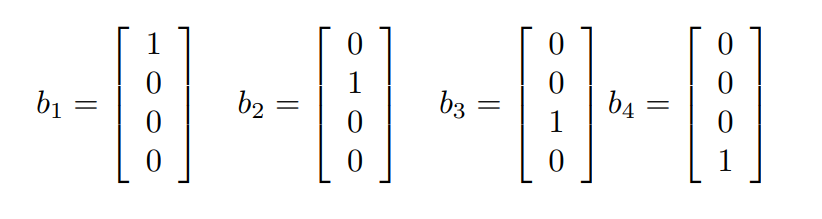 b₁ = [ 1 0 0 0 ] b₂ = [ 0 1 0 0 ] b₃ = [ 0 0 1 0 ] b₄ = [ 0 0 0 1 ]